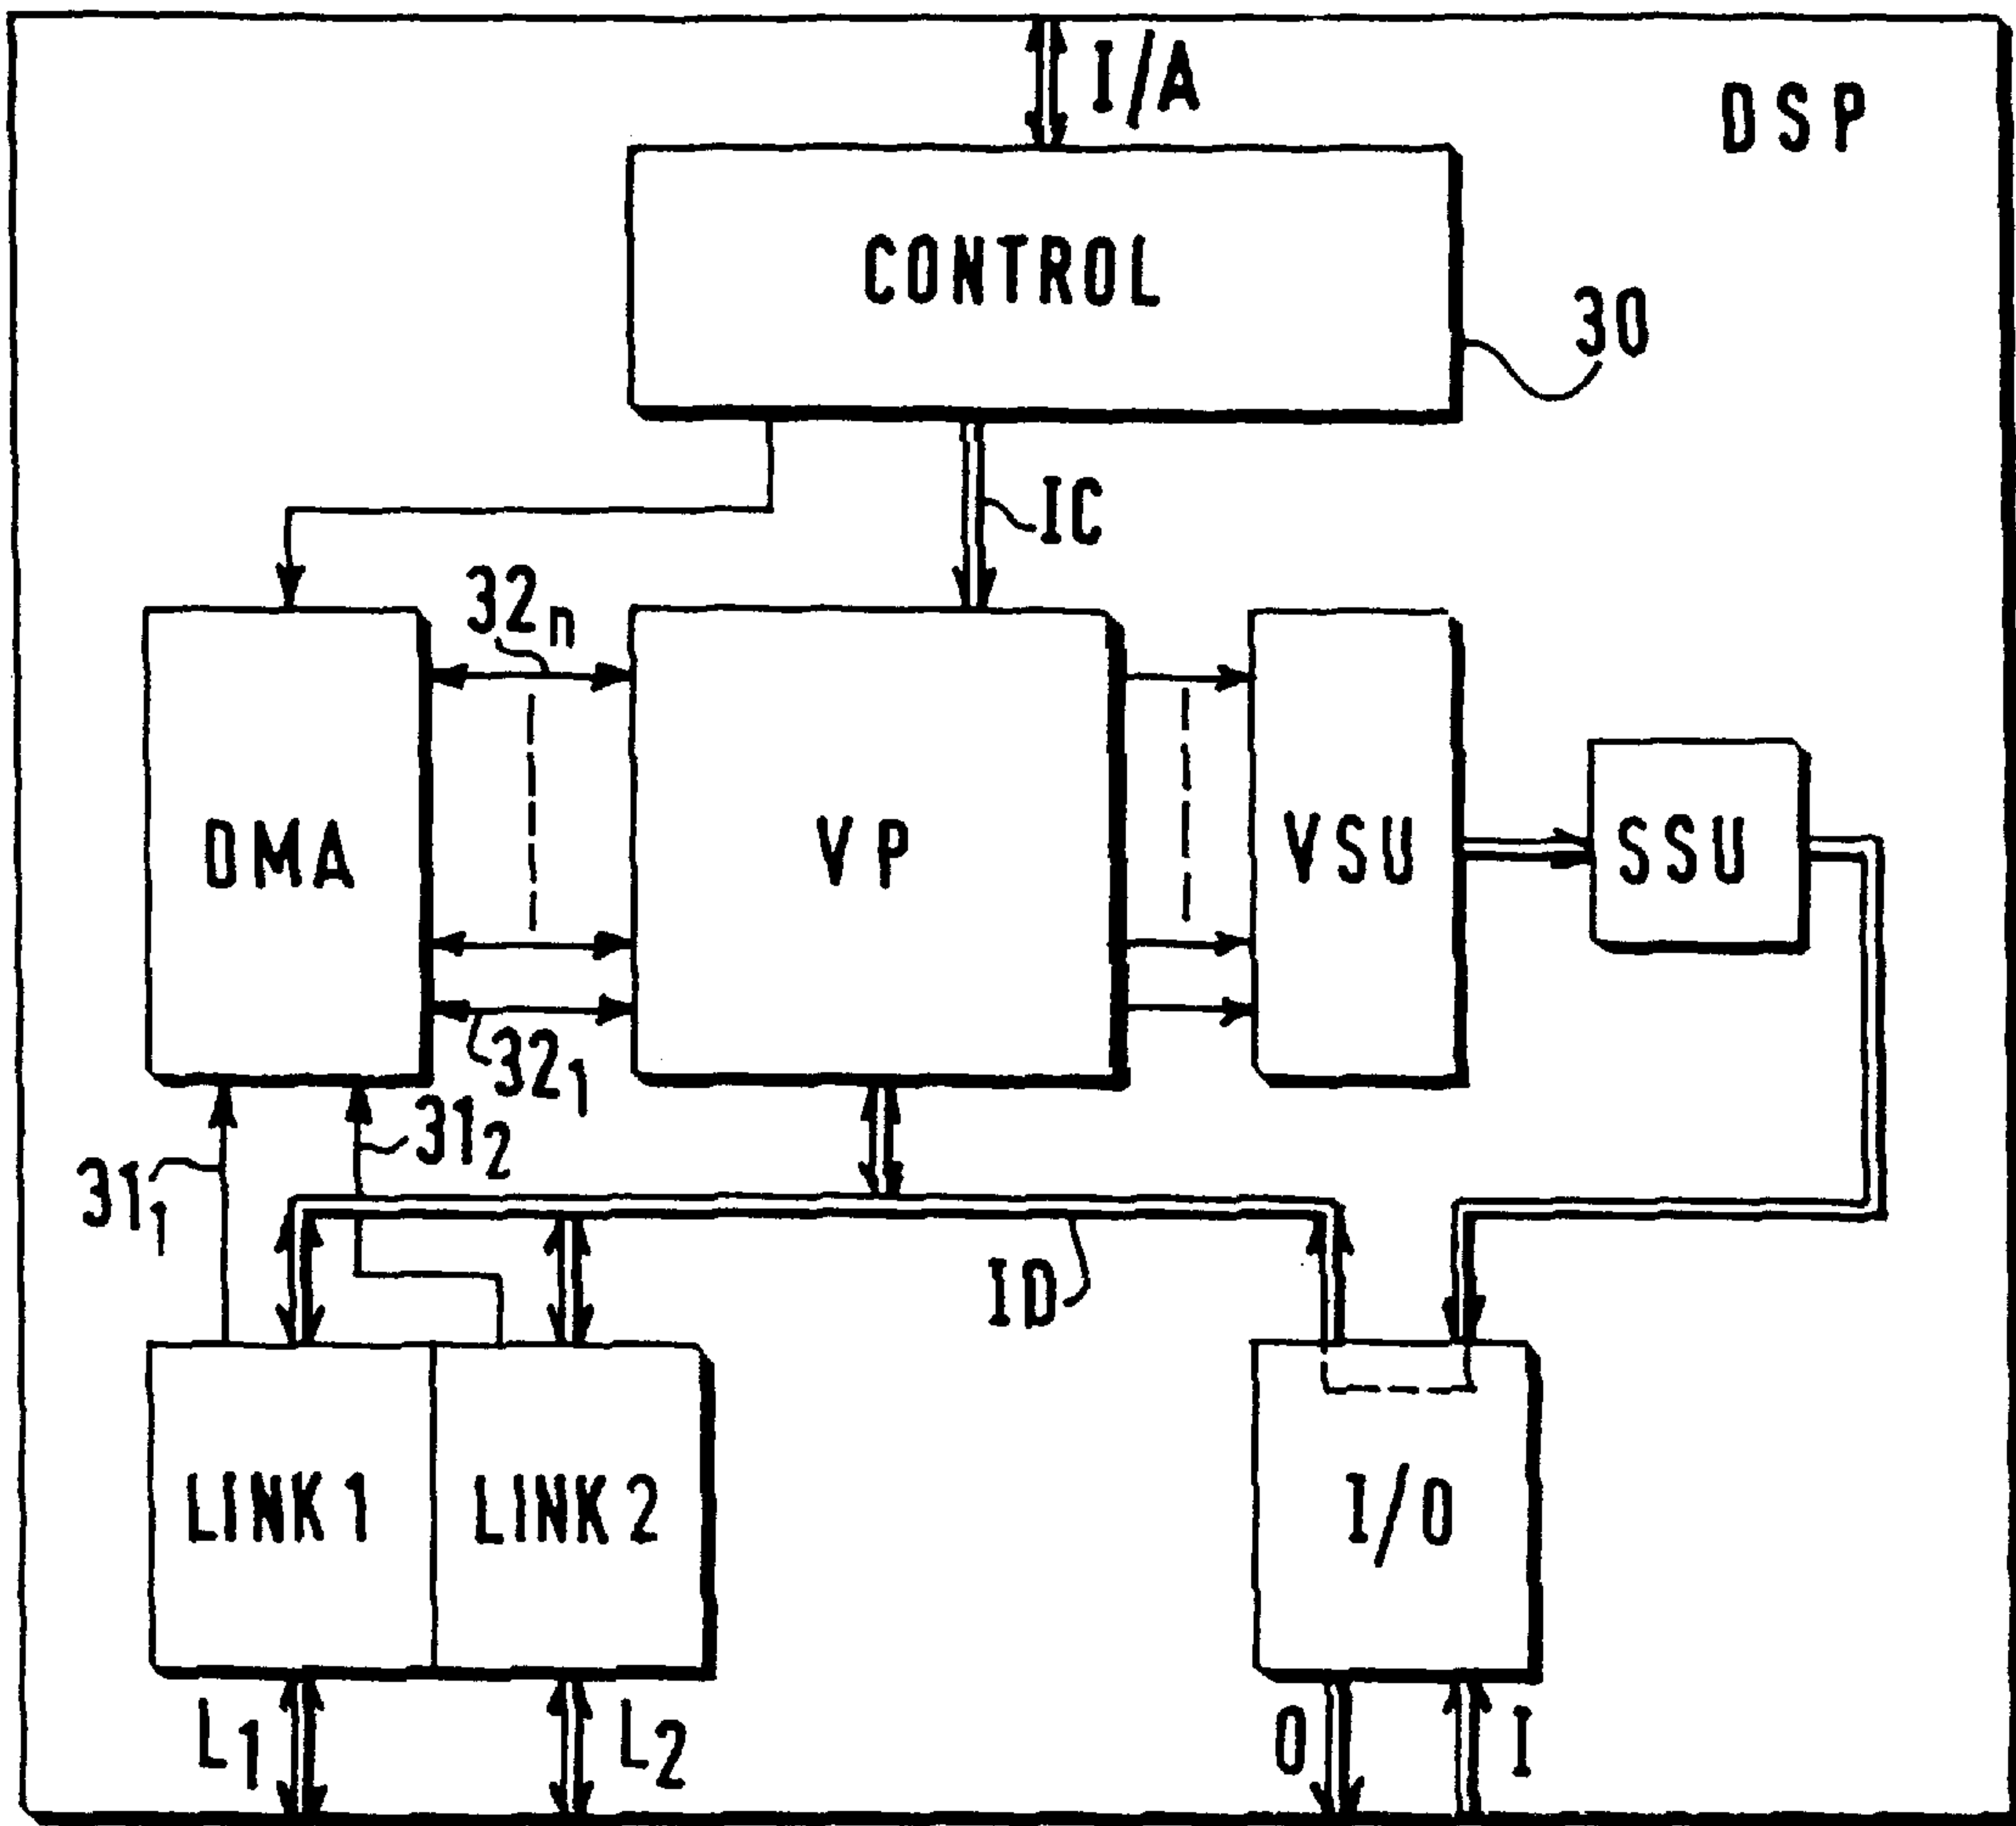 I/A
DSP
CONTROL
30
IC
32n
DMA
VP
VSU
SSU
321
312
311
ID
LINK 1
LINK 2
I/O
L1
L2
O
I